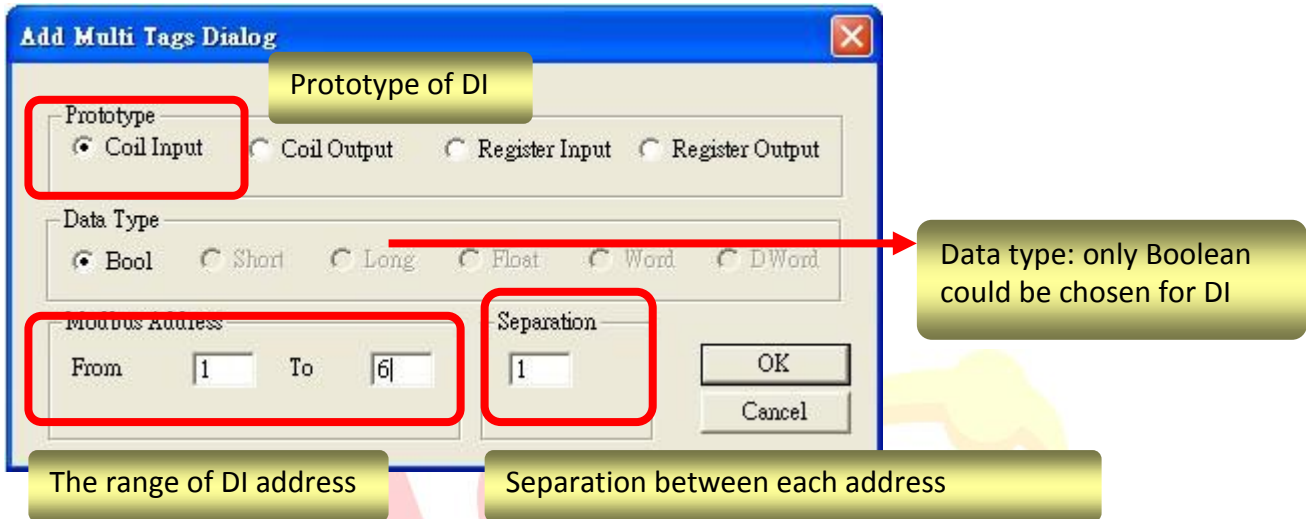 Add Multi Tags Dialog
Prototype of DI
Prototype
Coil Input Coil Output Register Input Register Output
Data Type
Bool Short Long Float Word DWord
Data type: only Boolean
could be chosen for DI
Modbus Address Separation
From 1 To 6 1 OK
Cancel
The range of DI address Separation between each address